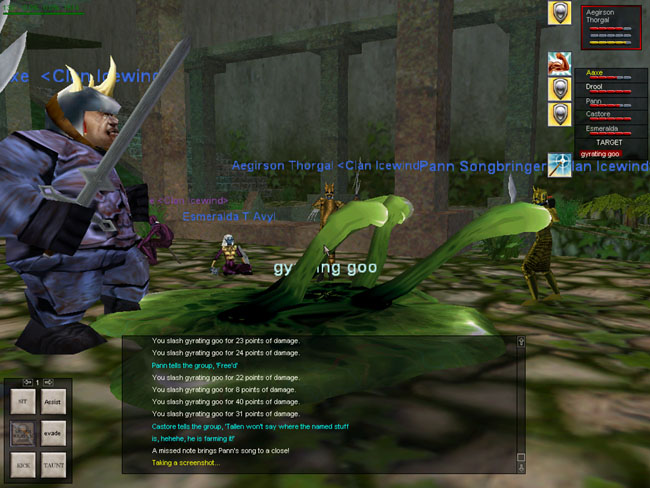 Aegirson
Thorgal
Aaxe
Drool
Pann
Castore
Esmeralda
TARGET
gyrating goo
<Clan Icewind
Aegirson Thorgal <Clan Icewind
Pann Songbringer
Clan Icewind
Icewind>
Esmeralda T'Avyl
gy ing goo
You slash gyrating goo for 23 points of damage.
You slash gyrating goo for 24 points of damage.
Pann tells the group, 'Free'd'
You slash gyrating goo for 22 points of damage.
You slash gyrating goo for 8 points of damage.
You slash gyrating goo for 40 points of damage.
You slash gyrating goo for 31 points of damage.
Castore tells the group, 'Tallen won't say where the named stuff
is, hehehe, he is farming it!'
A missed note brings Pann's song to a close!
Taking a screenshot...
1
SIT
Assist
evade
KICK
TAUNT